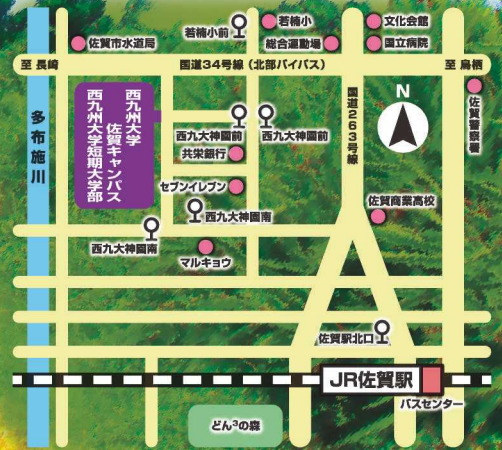 若楠小
文化会館
若楠小前
佐賀市水道局
総合運動場
国立病院
至 長崎
国道34号線(北部バイパス)
至 鳥栖
多布施川
西九州大学
佐賀キャンパス
西九州大学短期大学部
国道263号線
N
佐賀警察署
西九大神園前
西九大神園前
共栄銀行
セブンイレブン
西九大神園南
佐賀商業高校
西九大神園南
マルキョウ
佐賀駅北口
JR佐賀駅
バスセンター
どん³の森